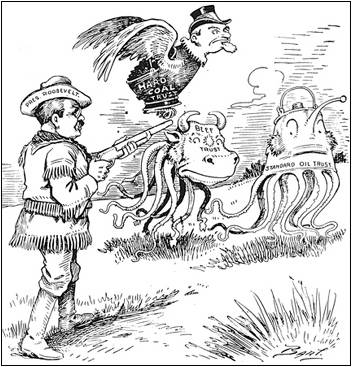 PRES. ROOSEVELT.
HARD
COAL
TRUST
BEEF
TRUST
STANDARD OIL TRUST
Bart.